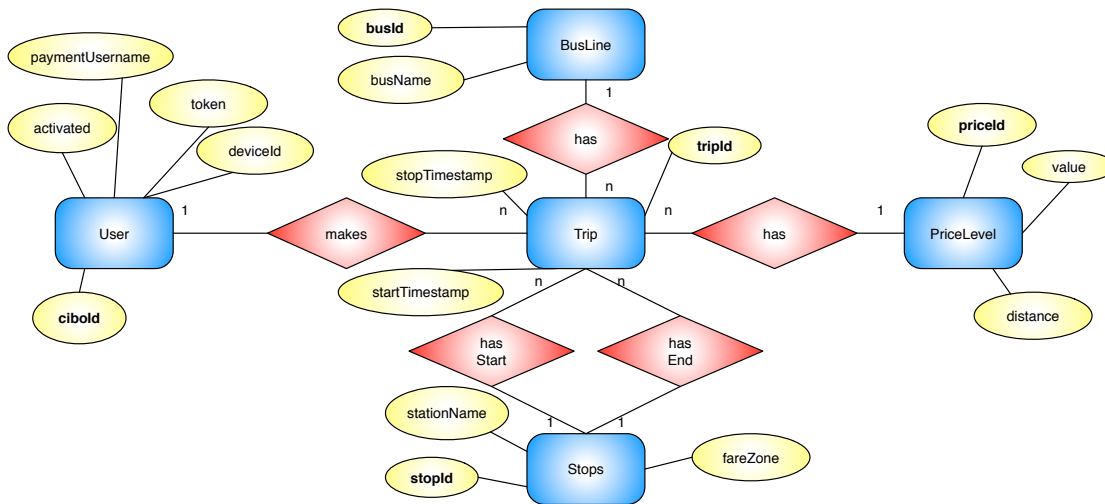 busId
BusLine
paymentUsername
busName
token
1
activated
priceId
has
tripId
deviceId
value
stopTimestamp
n
1
n
n
1
User
makes
Trip
has
PriceLevel
n
n
startTimestamp
ciboId
distance
has
Start
has
End
stationName
1
1
fareZone
Stops
stopId